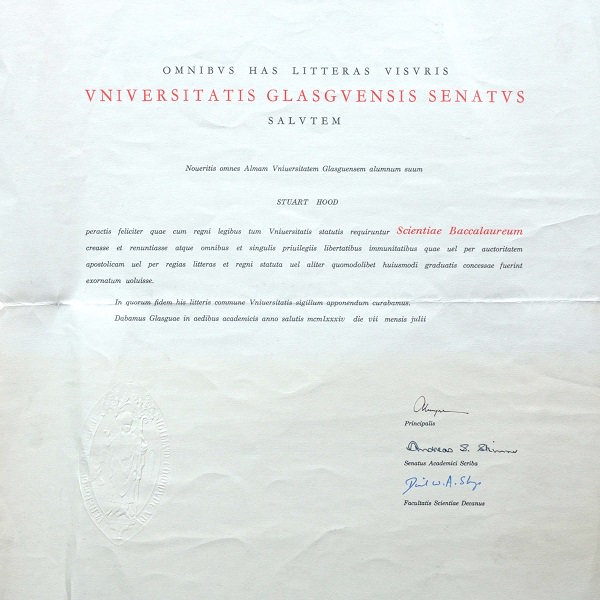 OMNIBVS HAS LITTERAS VISVRIS
VNIVERSITATIS GLASGVENSIS SENATVS
SALVTEM
Noueritis omnes Almam Vniuersitatem Glasguensem alumnum suum
STUART HOOD
peractis feliciter quae cum regni legibus tum Vniuersitatis statutis requiruntur Scientiae Baccalaureum
creasse et renuntiasse atque omnibus et singulis priuilegiis libertatibus immunitatibus quae uel per auctoritatem
apostolicam uel per regias litteras et regni statuta uel aliter quomodolibet huiusmodi graduatis concessae fuerint
exornatum uoluisse.
In quorum fidem his litteris commune Vniuersitatis sigillum apponendum curabamus.
Dabamus Glasguae in aedibus academicis anno salutis mcmlxxxiv die vii mensis julii
Principalis
Andreas S. Skinner
Senatus Academici Scriba
Facultatis Scientiae Decanus